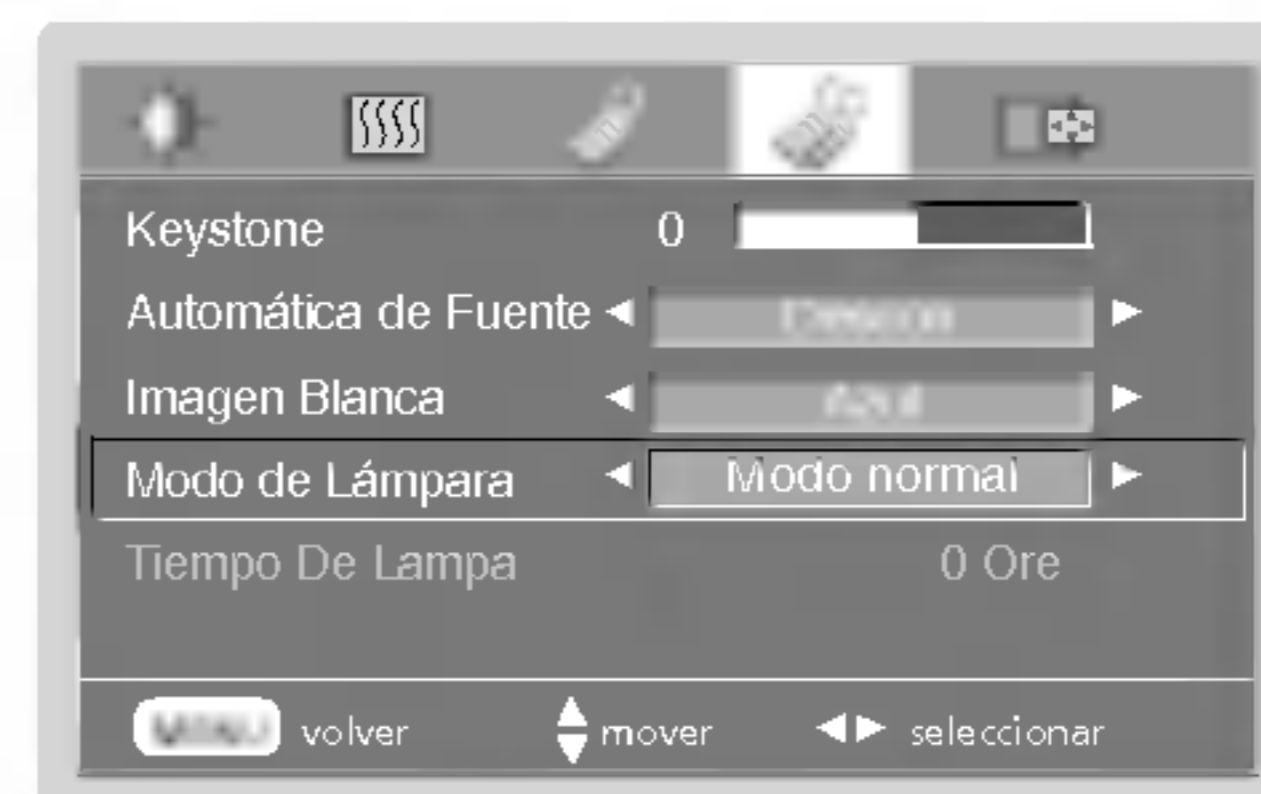 Keystone 0
Automática de Fuente
Imagen Blanca
Modo de Lámpara Modo normal
Tiempo De Lampa 0 Ore
volver mover seleccionar